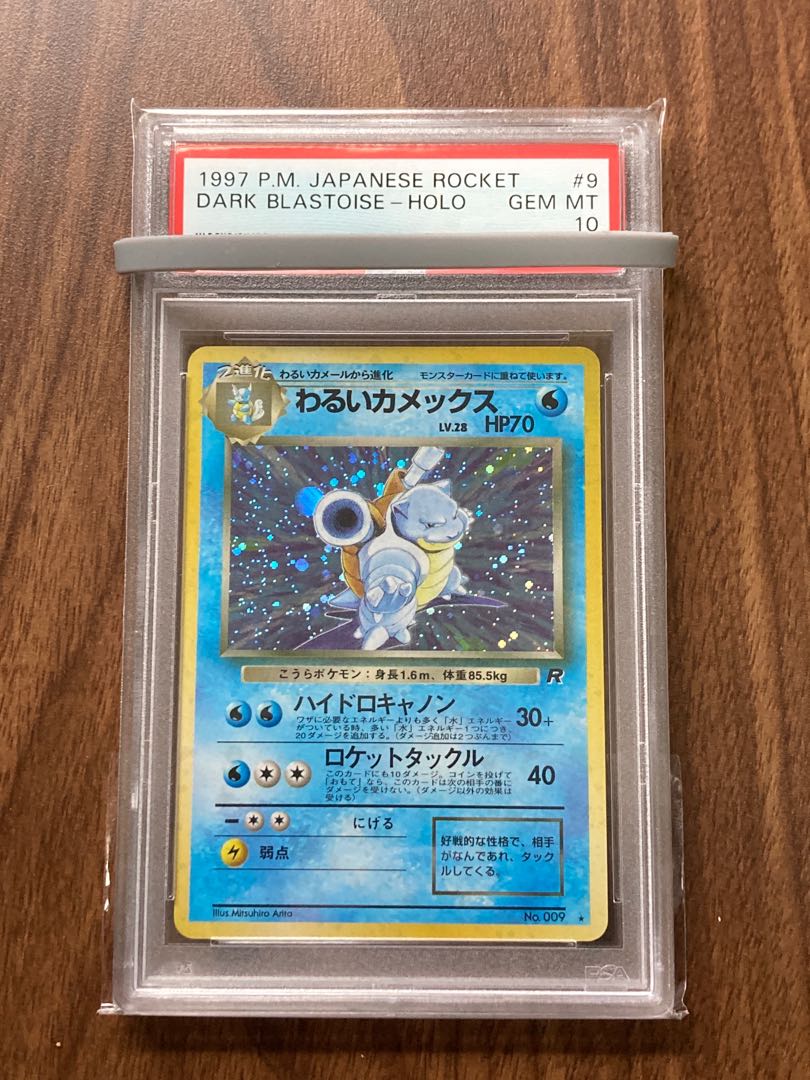 1997 P.M. JAPANESE ROCKET #9
DARK BLASTOISE - HOLO GEM MT
10
2進化
わるいカメールから進化 モンスターカードに重ねて使います。
わるいカメックス
LV.28 HP70
こうらポケモン：身長1.6m、体重85.5kg R
ハイドロキャノン 30+
ワザに必要なエネルギーよりも多く「水」エネルギー
がついている時、多い「水」エネルギー1つにつき、
20ダメージを追加する。(ダメージ追加は2つぶんまで)
ロケットタックル 40
このカードにも10ダメージ。コインを投げて
「おもて」なら、このカードは次の相手の番に
ダメージを受けない。(ダメージ以外の効果は
受ける)
にげる
弱点
好戦的な性格で、相手
がなんであれ、タック
ルしてくる。
Illus. Mitsuhiro Arita No. 009 ★
PSA